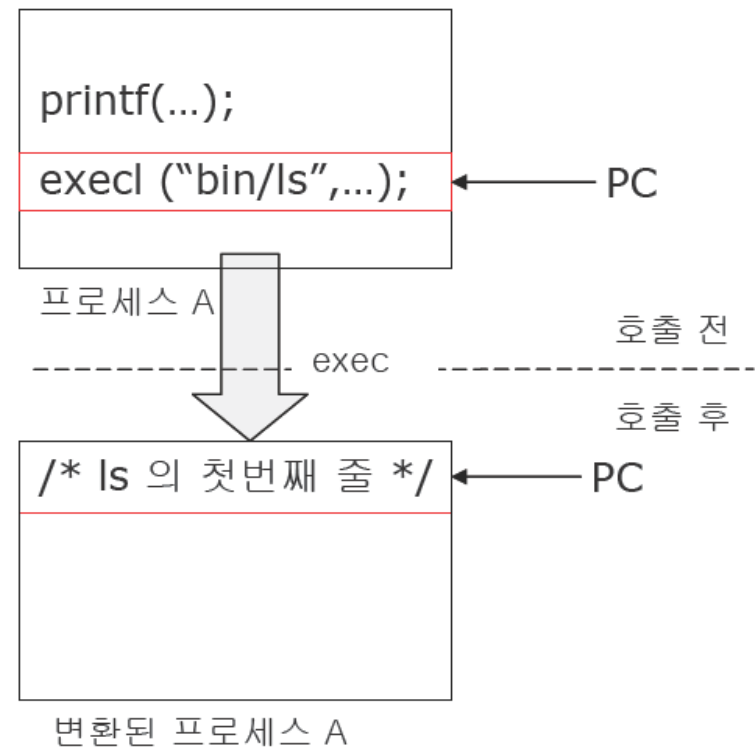 printf(…);
execl (“bin/ls”,…);
PC
프로세스 A
호출 전
exec
호출 후
/* ls 의 첫번째 줄 */
PC
변환된 프로세스 A